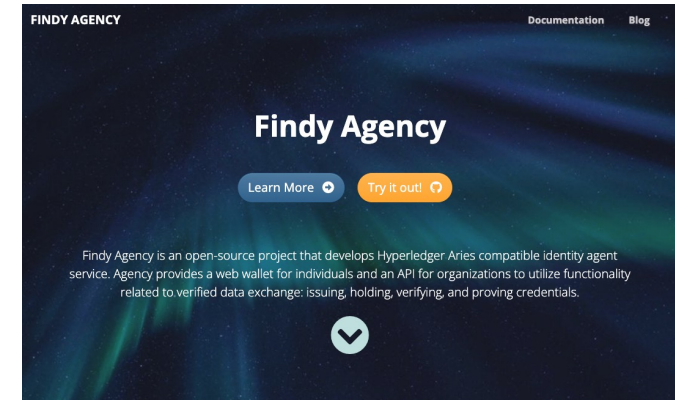 FINDY AGENCY
Documentation
Blog
Findy Agency
Learn More
Try it out!
Findy Agency is an open-source project that develops Hyperledger Aries compatible identity agent
service. Agency provides a web wallet for individuals and an API for organizations to utilize functionality
related to verified data exchange: issuing, holding, verifying, and proving credentials.